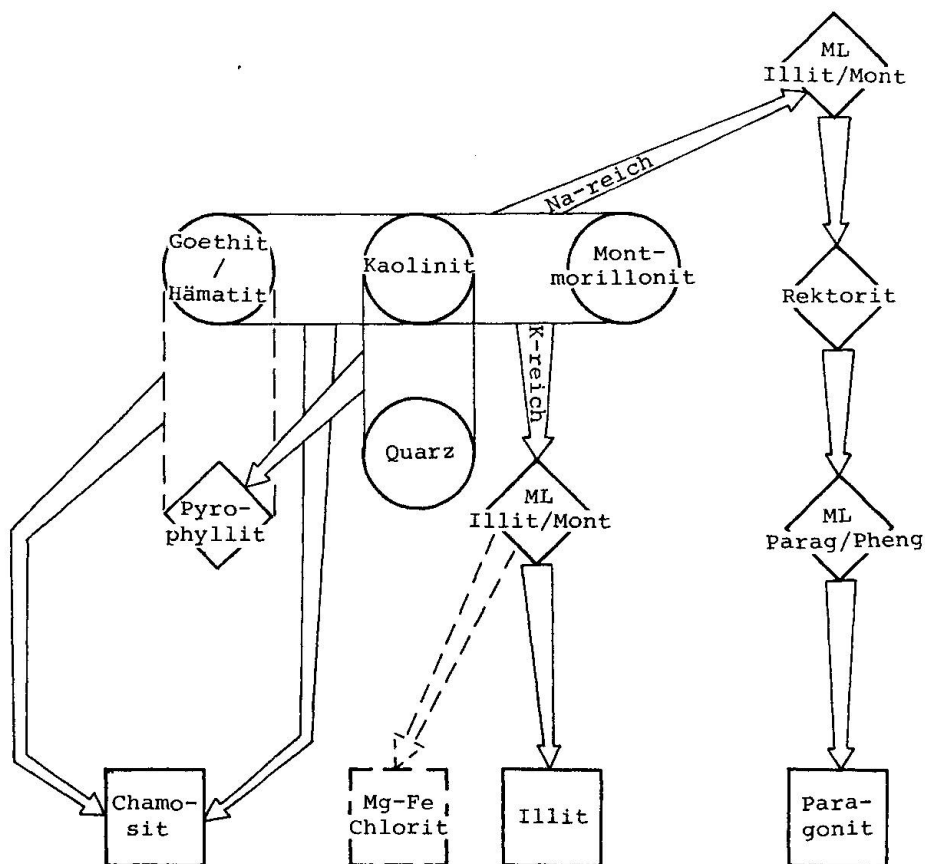 ML
Illit/Mont
Na-reich
Goethit
/
Hämatit
Kaolinit
Mont-
morillonit
Rektorit
K-reich
Quarz
Pyro-
phyllit
ML
Illit/Mont
ML
Parag/Pheng
Chamo-
sit
Mg-Fe
Chlorit
Illit
Para-
gonit